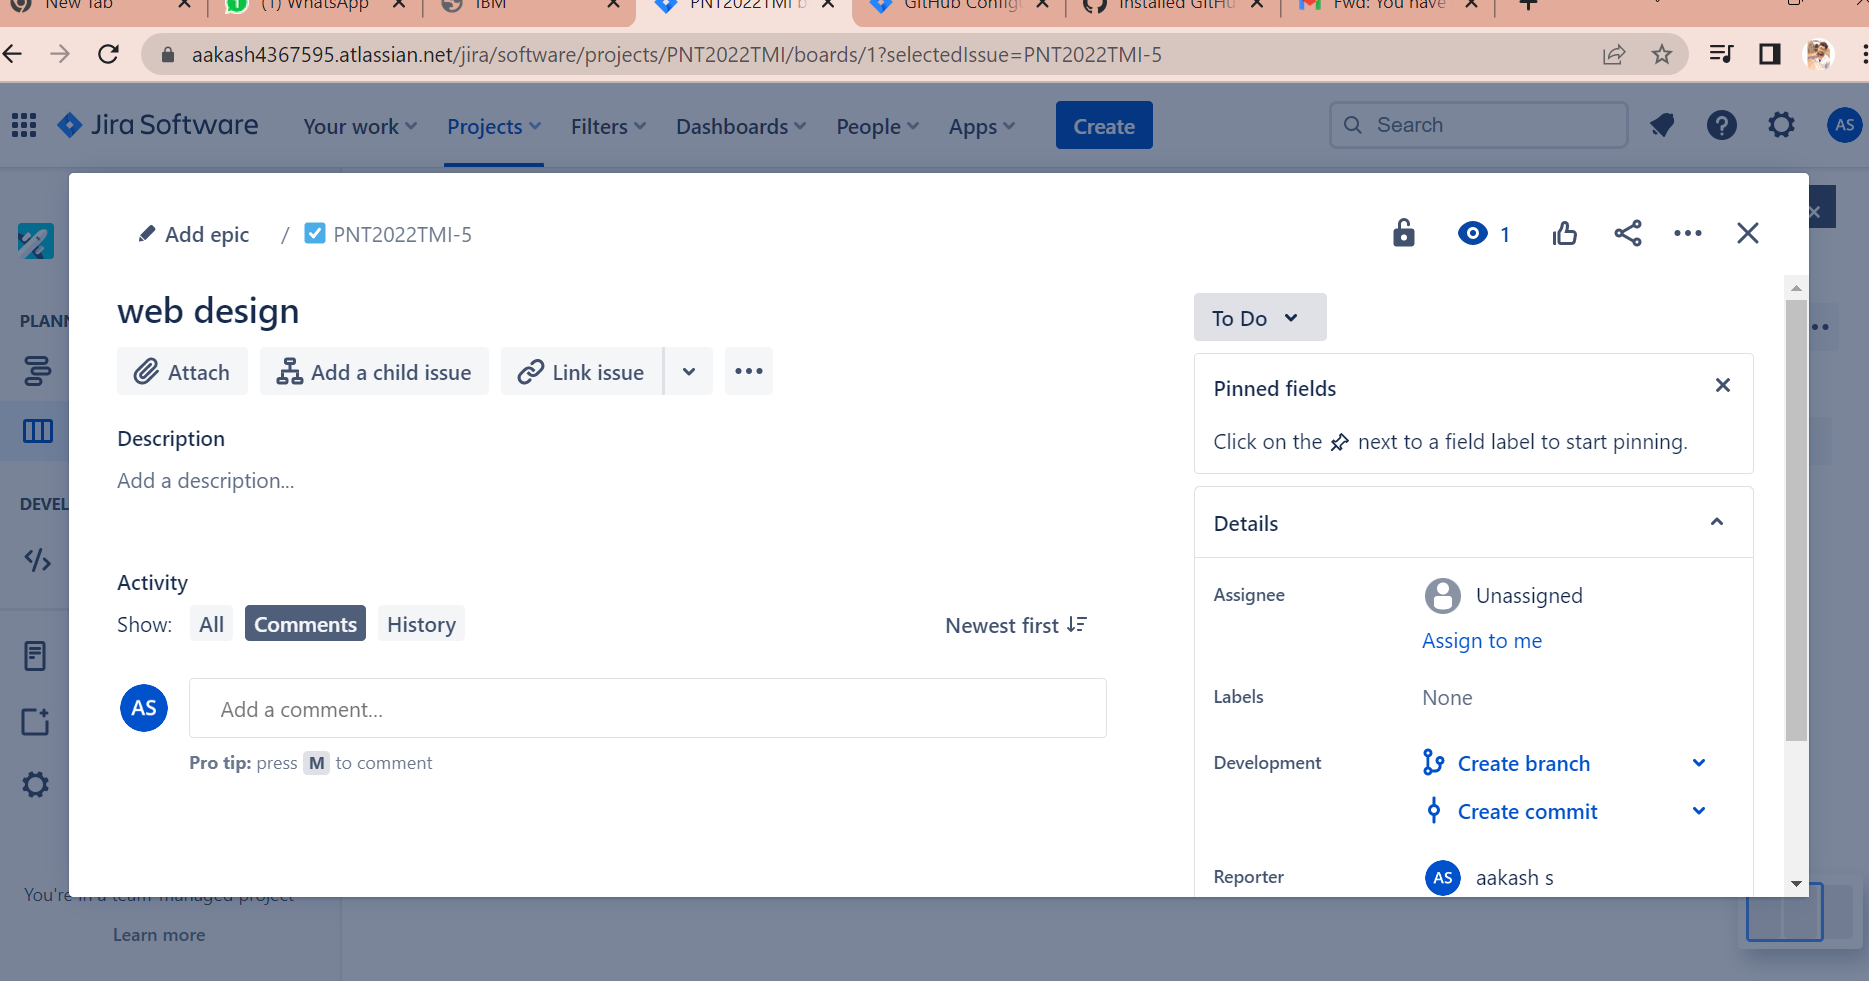 New Tab
(1) WhatsApp
IBM
PNT2022TMI b
GitHub Config
Installed GitHu
Fwd: You have
aakash4367595.atlassian.net/jira/software/projects/PNT2022TMI/boards/1?selectedIssue=PNT2022TMI-5
Jira Software
Your work
Projects
Filters
Dashboards
People
Apps
Create
Search
AS
PLANN
DEVEL
Add epic / PNT2022TMI-5
1
web design
Attach
Add a child issue
Link issue
Description
Add a description...
Activity
Show: All Comments History
Newest first
AS
Add a comment...
Pro tip: press M to comment
To Do
Pinned fields
Click on the next to a field label to start pinning.
Details
Assignee
Unassigned
Assign to me
Labels
None
Development
Create branch
Create commit
Reporter
AS
aakash s
You're in a team-managed project
Learn more